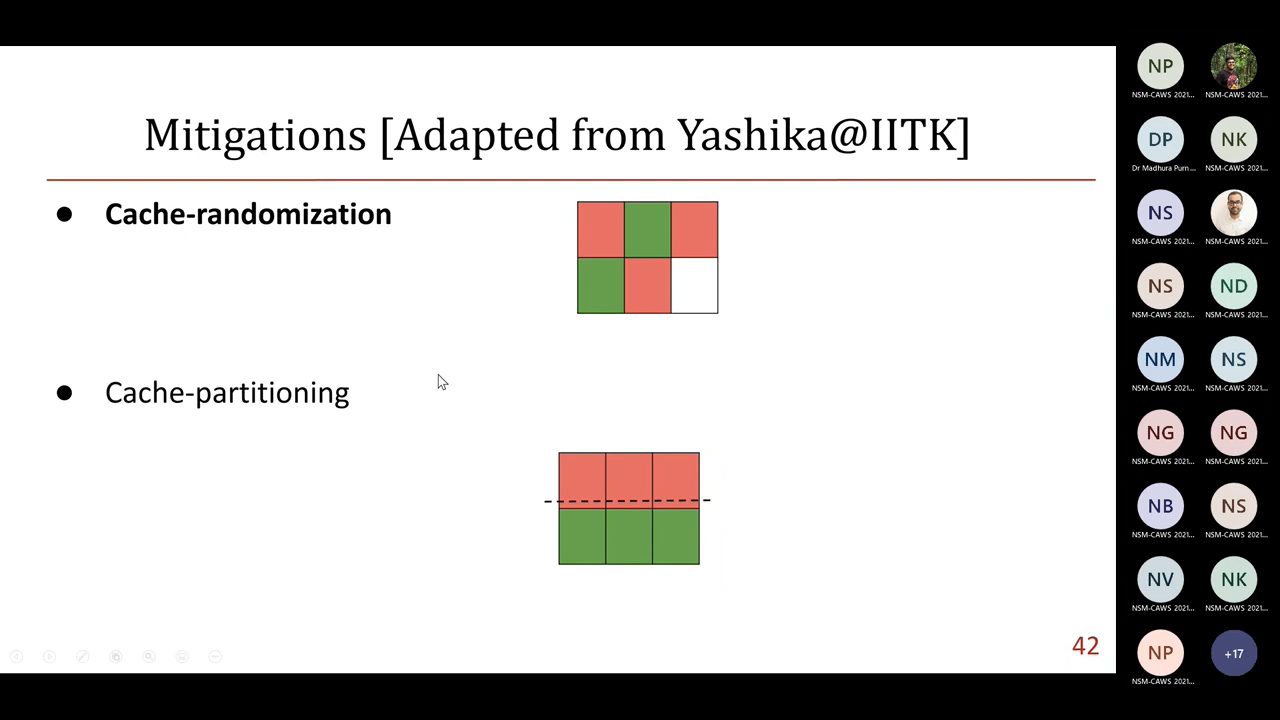 Mitigations [Adapted from Yashika@IITK]
● Cache-randomization
● Cache-partitioning
42
NP
NSM-CAWS 2021...
NSM-CAWS 2021...
DP
Dr Madhura Purn...
NK
NSM-CAWS 2021...
NS
NSM-CAWS 2021...
NSM-CAWS 2021...
NS
NSM-CAWS 2021...
ND
NSM-CAWS 2021...
NM
NSM-CAWS 2021...
NS
NSM-CAWS 2021...
NG
NSM-CAWS 2021...
NG
NSM-CAWS 2021...
NB
NSM-CAWS 2021...
NS
NSM-CAWS 2021...
NV
NSM-CAWS 2021...
NK
NSM-CAWS 2021...
NP
NSM-CAWS 2021...
+17